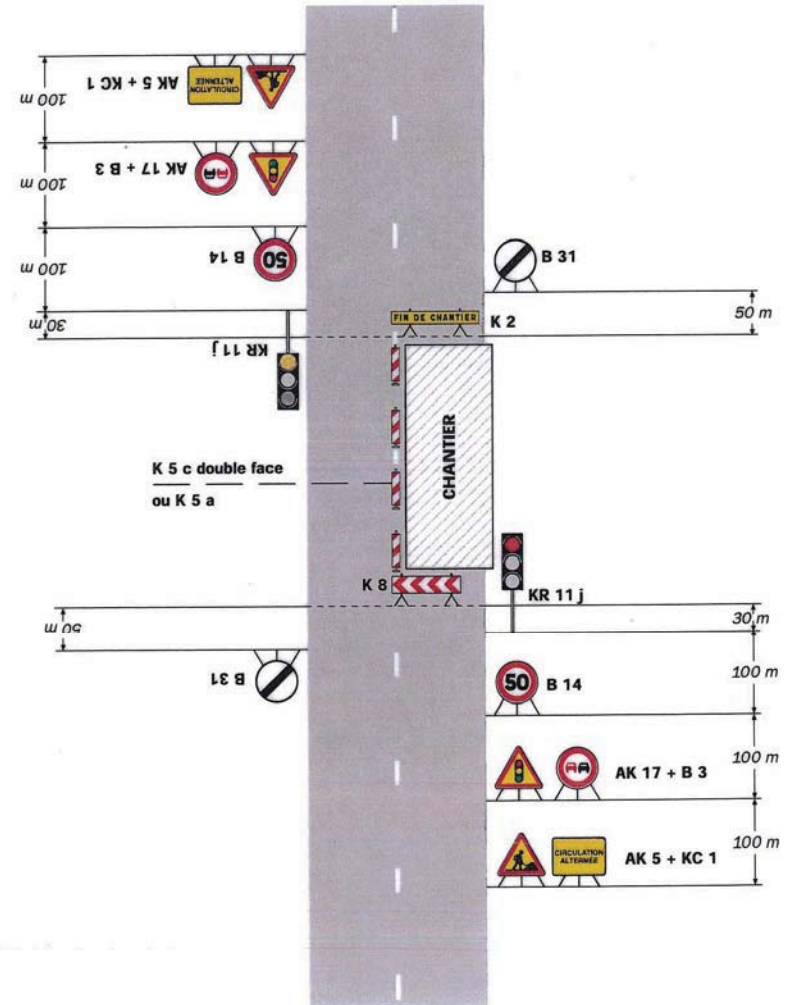 100 m
AK 5 + KC 1
CIRCULATION
ALTERNÉE
100 m
AK 17 + B 3
100 m
B 14
50
30 m
KR 11 j
B 31
50 m
FIN DE CHANTIER
K 2
CHANTIER
K 5 c double face
ou K 5 a
K 8
KR 11 j
30 m
50 m
B 31
50
B 14
100 m
AK 17 + B 3
100 m
CIRCULATION
ALTERNÉE
AK 5 + KC 1
100 m